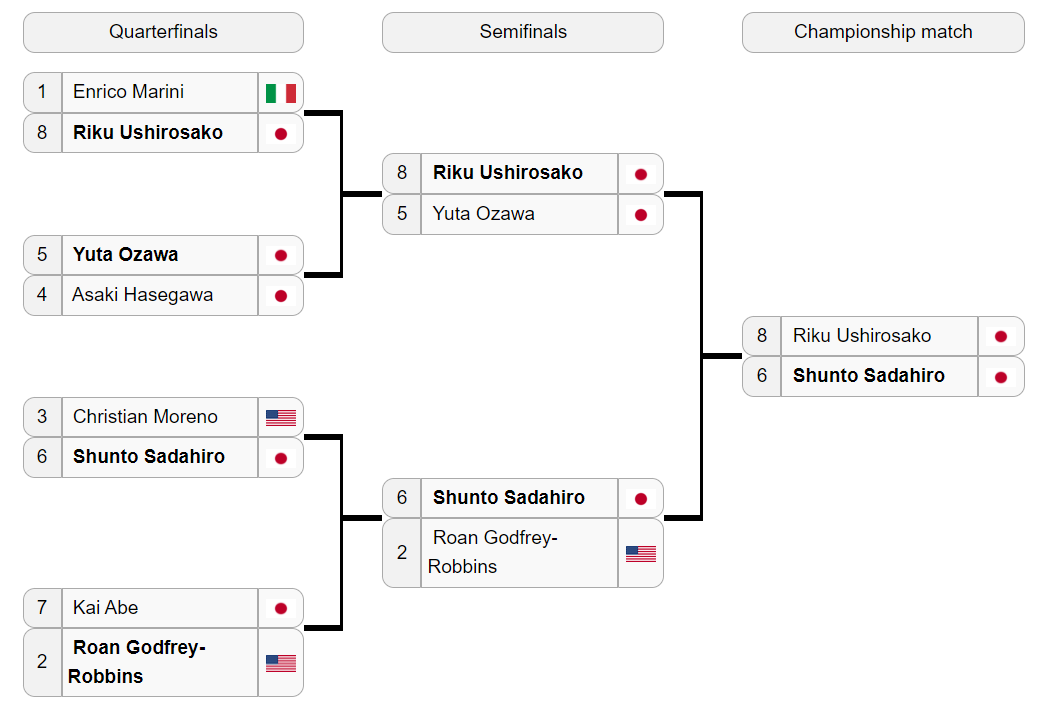 Quarterfinals
Semifinals
Championship match
1 Enrico Marini
8 Riku Ushirosako
5 Yuta Ozawa
4 Asaki Hasegawa
3 Christian Moreno
6 Shunto Sadahiro
7 Kai Abe
2 Roan Godfrey-
Robbins
8 Riku Ushirosako
5 Yuta Ozawa
6 Shunto Sadahiro
2 Roan Godfrey-
Robbins
8 Riku Ushirosako
6 Shunto Sadahiro